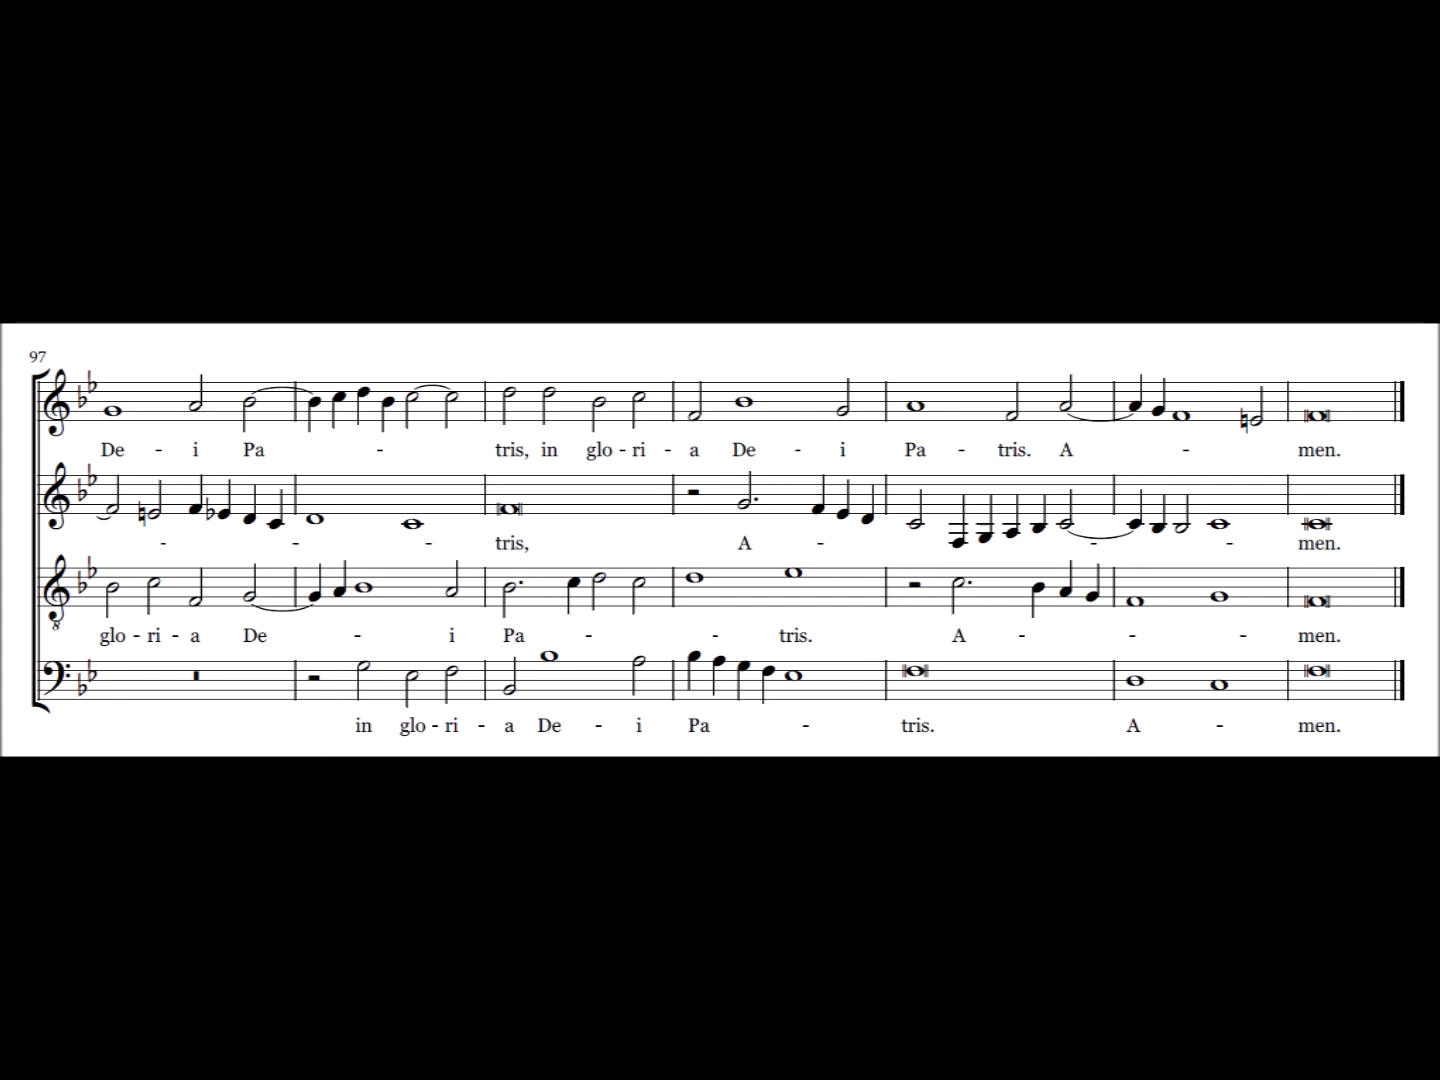 97
De - i Pa - tris, in glo - ri - a De - i Pa - tris. A - men.
- - - tris, A - - - men.
8
glo - ri - a De - i Pa - - tris. A - - - men.
in glo - ri - a De - i Pa - tris. A - men.